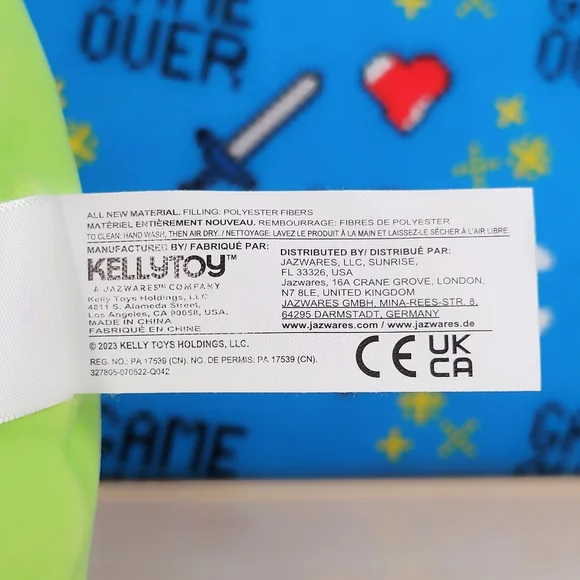 GAME
OVER
ALL NEW MATERIAL. FILLING: POLYESTER FIBERS
MATÉRIEL ENTIÈREMENT NOUVEAU. REMBOURRAGE: FIBRES DE POLYESTER
TO CLEAN: HAND WASH, THEN AIR DRY. / NETTOYAGE: LAVEZ LE PRODUIT À LA MAIN ET LAISSEZ-LE SÉCHER À L'AIR LIBRE.
MANUFACTURED BY/ FABRIQUÉ PAR:
KELLYTOY™
A JAZWARES™ COMPANY
Kelly Toys Holdings, LLC
4811 S. Alameda Street,
Los Angeles, CA 90058, USA.
MADE IN CHINA
FABRIQUÉ EN CHINE
DISTRIBUTED BY/ DISTRIBUÉ PAR:
JAZWARES, LLC, SUNRISE,
FL 33326, USA
Jazwares, 16A CRANE GROVE, LONDON,
N7 8LE, UNITED KINGDOM
JAZWARES GMBH, MINA-REES-STR. 8,
64295 DARMSTADT, GERMANY
www.jazwares.com / www.jazwares.de
© 2023 KELLY TOYS HOLDINGS, LLC.
REG. NO.: PA 17539 (CN). NO. DE PERMIS: PA 17539 (CN).
327805-070522-Q042
CE
UK
CA
GAME